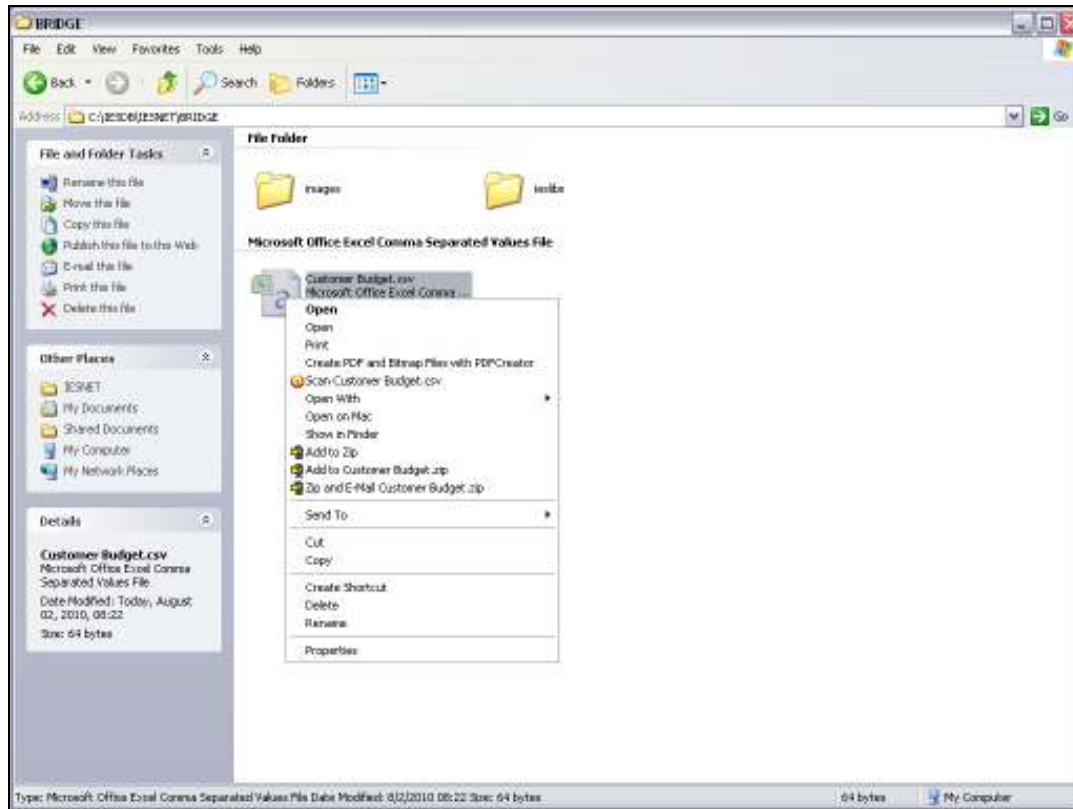 BRIDGE
File Edit View Favorites Tools Help
Back Search Folders
Address C:\IESDB\IESNET\BRIDGE Go
File and Folder Tasks
Rename this file
Move this file
Copy this file
Publish this file to the Web
E-mail this file
Print this file
Delete this file
Other Places
IESNET
My Documents
Shared Documents
My Computer
My Network Places
Details
Customer Budget.csv
Microsoft Office Excel Comma
Separated Values File
Date Modified: Today, August
02, 2010, 08:22
Size: 64 bytes
File Folder
images
Microsoft Office Excel Comma Separated Values File
Customer Budget.csv
Microsoft Office Excel Comma ...
Open
Open
Print
Create PDF and Bitmap Files with PDFCreator
Scan Customer Budget.csv
Open With
Open on Mac
Show in Finder
Add to Zip
Add to Customer Budget.zip
Zip and E-Mail Customer Budget.zip
Send To
Cut
Copy
Create Shortcut
Delete
Rename
Properties
Type: Microsoft Office Excel Comma Separated Values File Date Modified: 8/2/2010 08:22 Size: 64 bytes 64 bytes My Computer